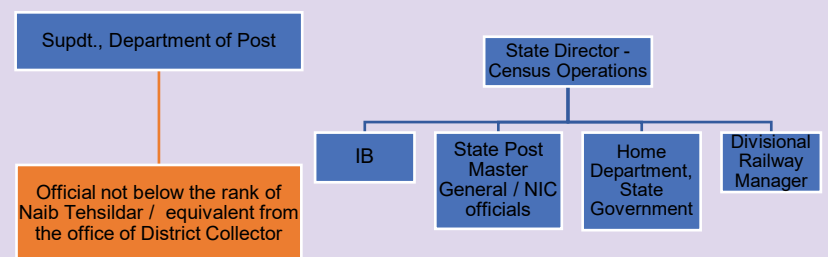 Supdt., Department of Post
Official not below the rank of
Naib Tehsildar / equivalent from
the office of District Collector
State Director -
Census Operations
IB
State Post
Master
General / NIC
officials
Home
Department,
State
Government
Divisional
Railway
Manager